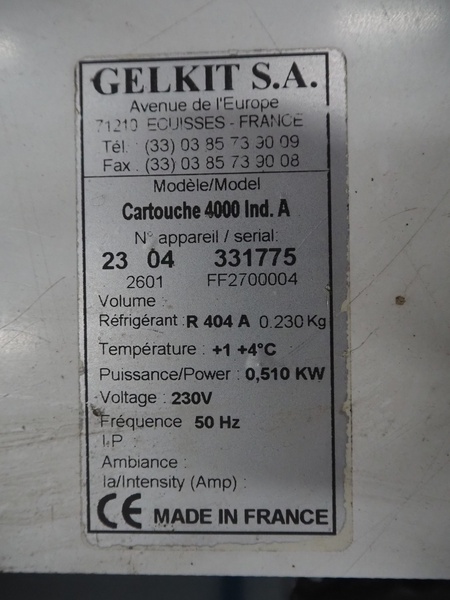 GELKIT S.A.
Avenue de l'Europe
71210 ECUISSES - FRANCE
Tél. : (33) 03 85 73 90 09
Fax . (33) 03 85 73 90 08
Modèle/Model
Cartouche 4000 Ind. A
N° appareil / serial:
23 04 331775
2601 FF2700004
Volume :
Réfrigérant : R 404 A 0.230 Kg
Température : +1 +4°C
Puissance/Power : 0,510 KW
Voltage : 230V
Fréquence 50 Hz
I.P :
Ambiance :
Ia/Intensity (Amp) :
CE MADE IN FRANCE